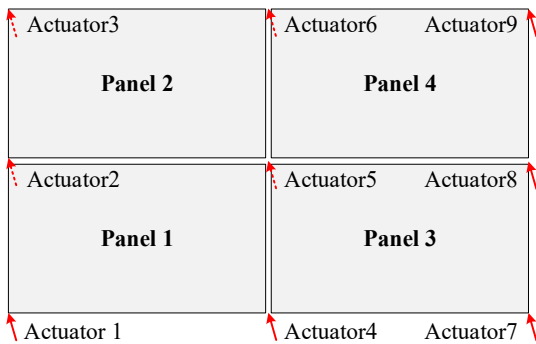 Actuator3 Actuator6 Actuator9
Panel 2 Panel 4
Actuator2 Actuator5 Actuator8
Panel 1 Panel 3
Actuator 1 Actuator4 Actuator7